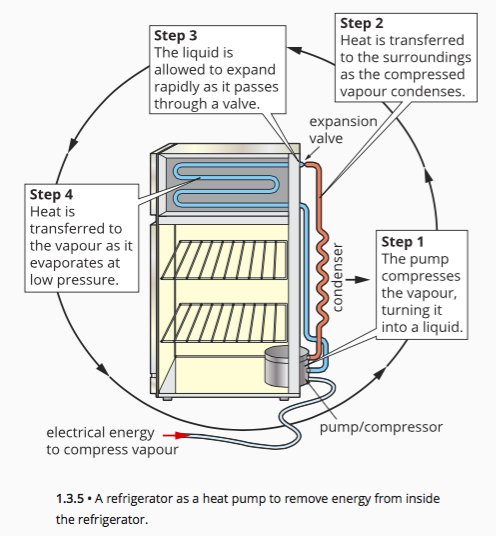 Step 3
The liquid is
allowed to expand
rapidly as it passes
through a valve.
Step 2
Heat is transferred
to the surroundings
as the compressed
vapour condenses.
expansion
valve
Step 4
Heat is
transferred to
the vapour as it
evaporates at
low pressure.
condenser
Step 1
The pump
compresses
the vapour,
turning it
into a liquid.
pump/compressor
electrical energy
to compress vapour
1.3.5 • A refrigerator as a heat pump to remove energy from inside
the refrigerator.